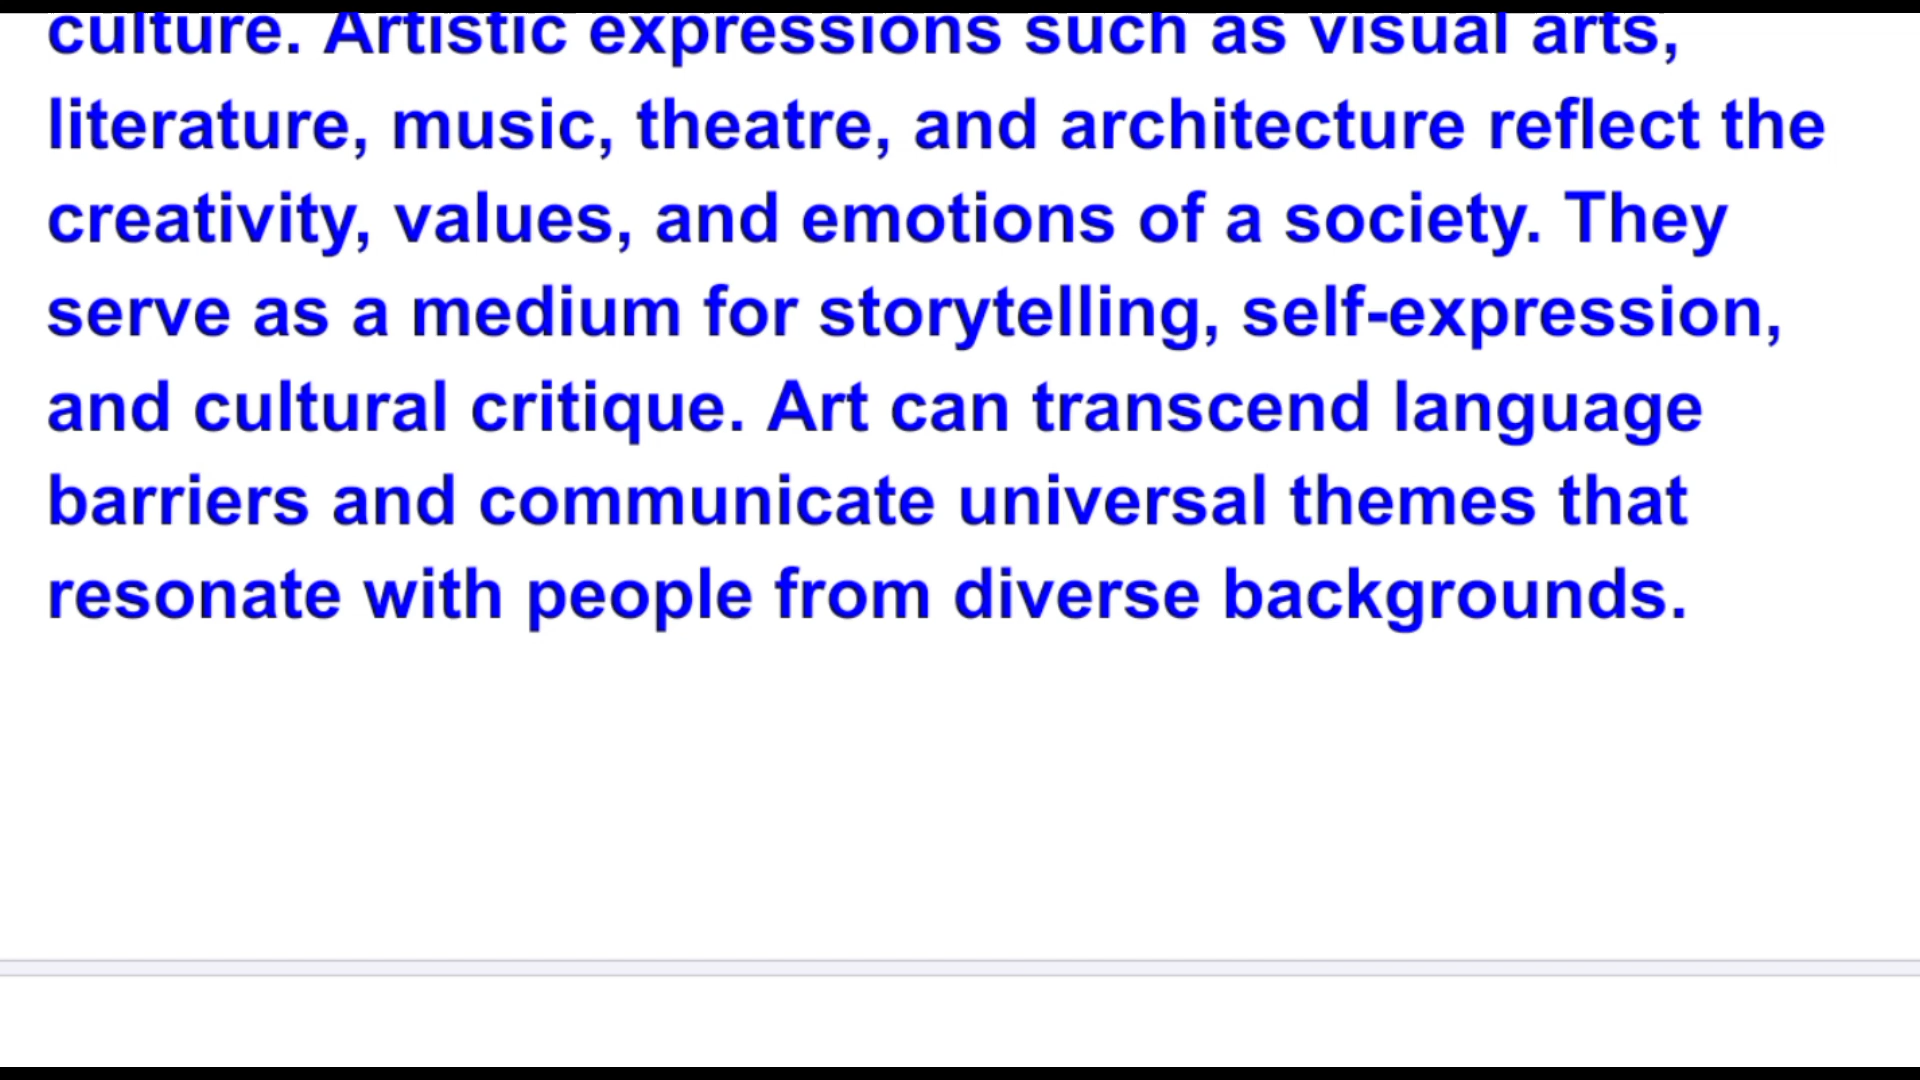 culture. Artistic expressions such as visual arts,
literature, music, theatre, and architecture reflect the
creativity, values, and emotions of a society. They
serve as a medium for storytelling, self-expression,
and cultural critique. Art can transcend language
barriers and communicate universal themes that
resonate with people from diverse backgrounds.